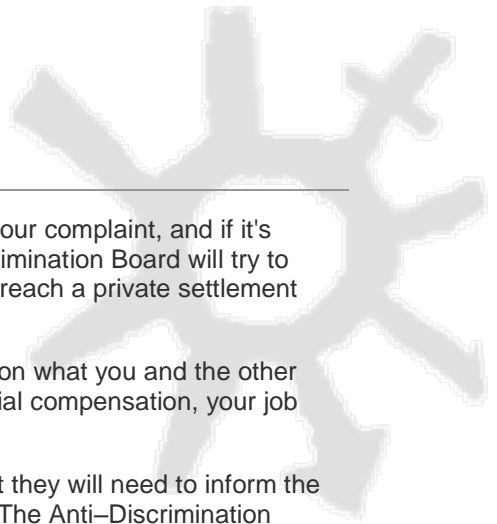 our complaint, and if it's
imination Board will try to
reach a private settlement
on what you and the other
ial compensation, your job
t they will need to inform the
The Anti–Discrimination